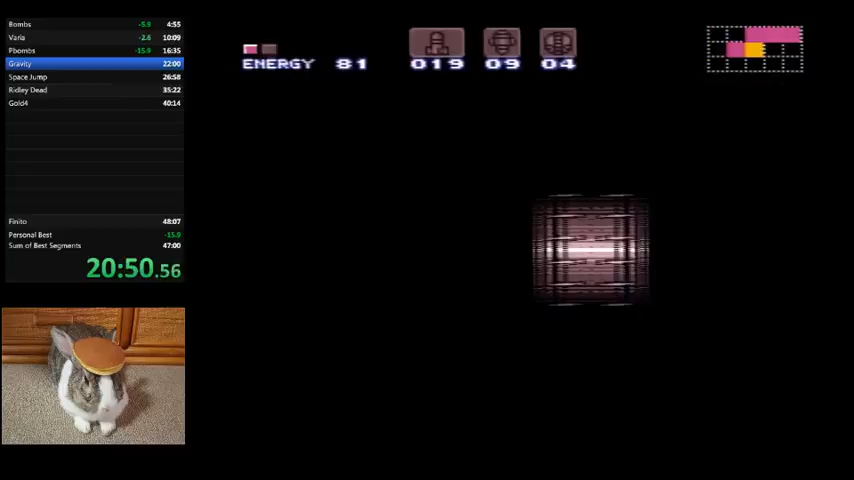 Bombs -5.9 4:55
Varia -2.6 10:09
Pbombs -15.9 16:35
Gravity 22:00
Space Jump 26:58
Ridley Dead 35:22
Gold4 40:14
Finito 48:07
Personal Best -15.9
Sum of Best Segments 47:00
20:50.56
ENERGY 81 019 09 04